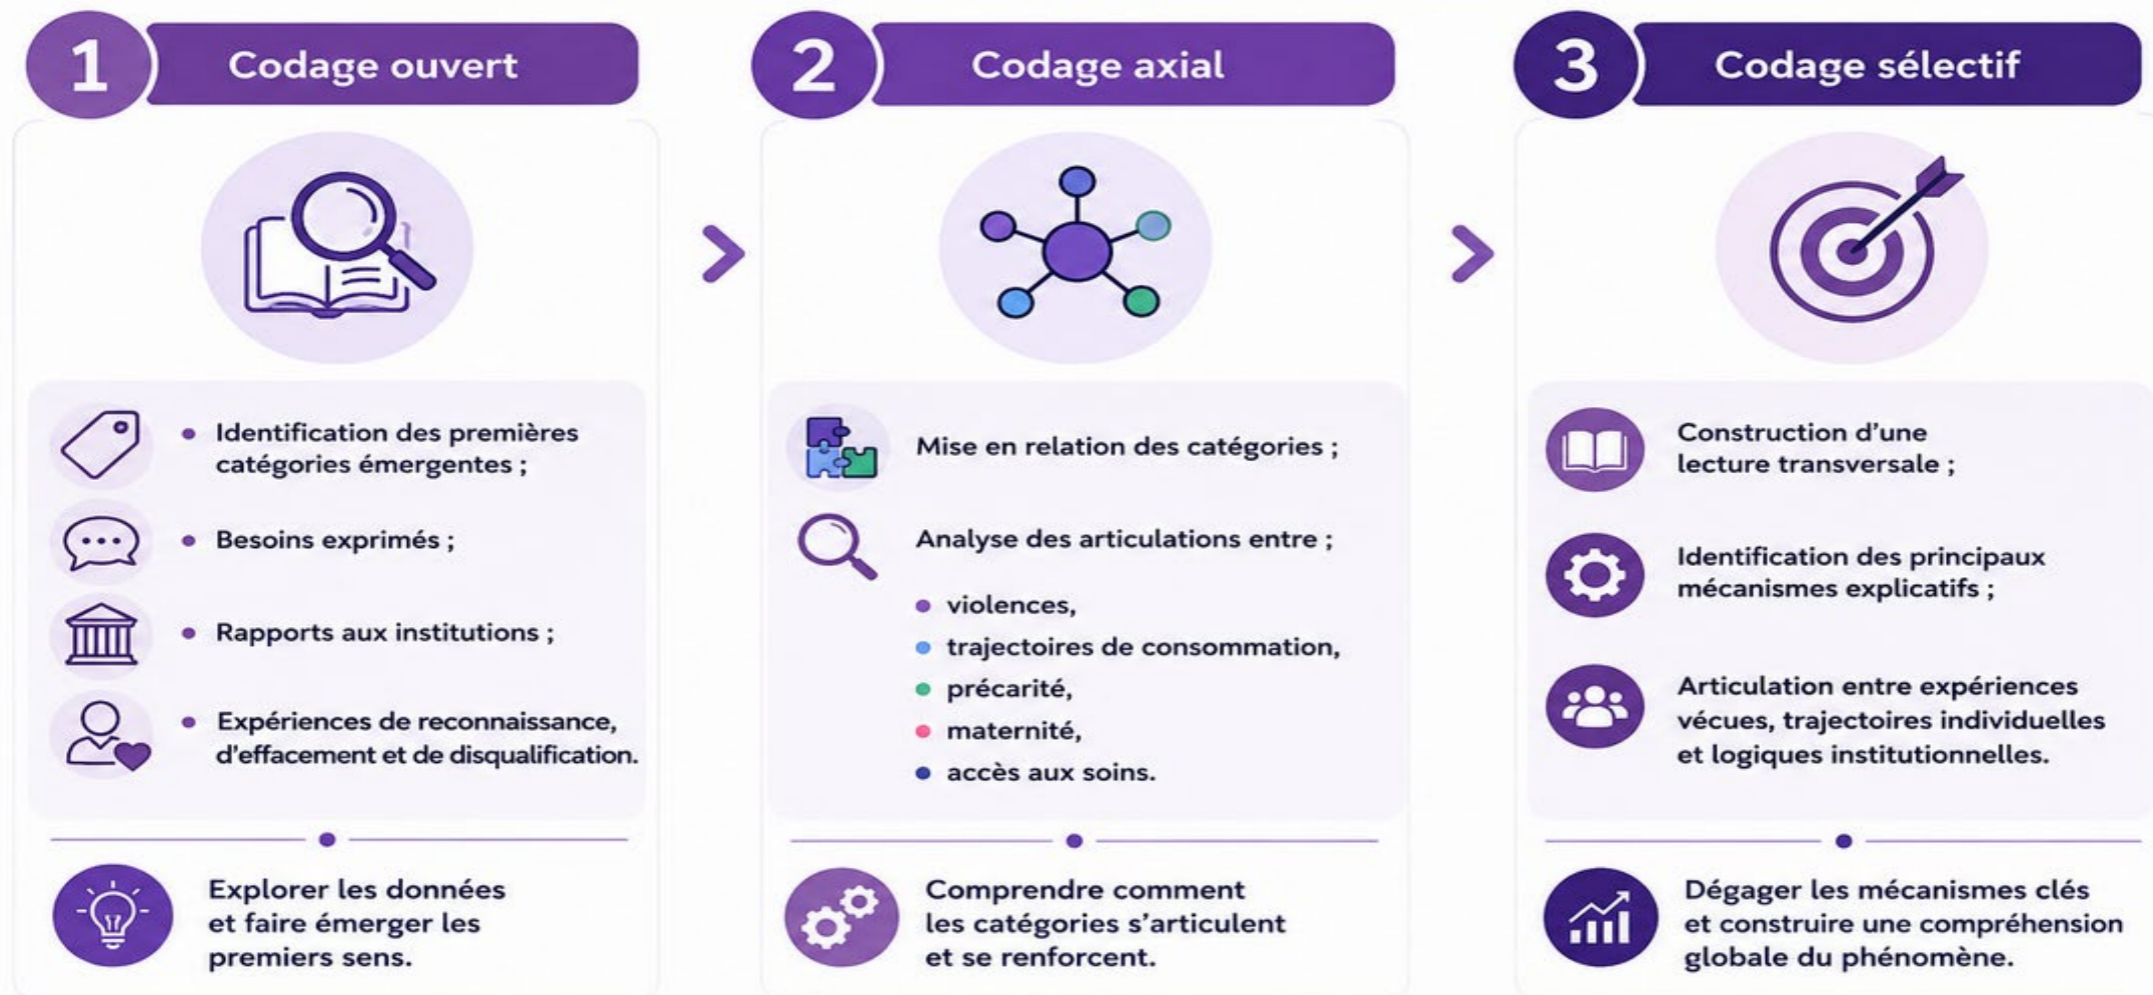 1
Codage ouvert
• Identification des premières
catégories émergentes ;
• Besoins exprimés ;
• Rapports aux institutions ;
• Expériences de reconnaissance,
d'effacement et de disqualification.
Explorer les données
et faire émerger les
premiers sens.
2
Codage axial
Mise en relation des catégories ;
Analyse des articulations entre ;
• violences,
• trajectoires de consommation,
• précarité,
• maternité,
• accès aux soins.
Comprendre comment
les catégories s'articulent
et se renforcent.
3
Codage sélectif
Construction d'une
lecture transversale ;
Identification des principaux
mécanismes explicatifs ;
Articulation entre expériences
vécues, trajectoires individuelles
et logiques institutionnelles.
Dégager les mécanismes clés
et construire une compréhension
globale du phénomène.